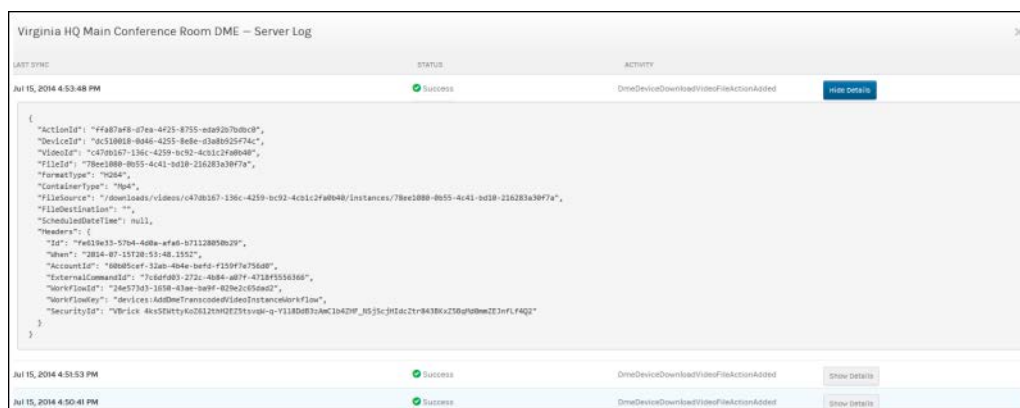 Virginia HQ Main Conference Room DME — Server Log
LAST SYNC STATUS ACTIVITY
Jul 15, 2014 4:53:48 PM Success DmeDeviceDownloadVideoFileActionAdded Hide Details
{
"ActionId": "ffa87af8-d7ea-4f25-8755-eda92b7bdbc0",
"DeviceId": "dc510018-0d46-4255-8e8e-d3a8b925f74c",
"VideoId": "c47db167-136c-4259-bc92-4cb1c2fa0b40",
"FileId": "78ee1080-0b55-4c41-bd10-216283a30f7a",
"FormatType": "H264",
"ContainerType": "Mp4",
"FileSource": "/downloads/videos/c47db167-136c-4259-bc92-4cb1c2fa0b40/instances/78ee1080-0b55-4c41-bd10-216283a30f7a",
"FileDestination": "",
"ScheduledDateTime": null,
"Headers": {
"Id": "fe619e33-57b4-4d0a-afa6-b71128050b29",
"When": "2014-07-15T20:53:48.155Z",
"AccountId": "60b05cef-32ab-4b4e-befd-f159f7e756d0",
"ExternalCommandId": "7c6dfd03-272c-4b84-a07f-4718f5556366",
"WorkflowId": "24e573d3-1650-43ae-ba9f-029e2c65dad2",
"WorkflowKey": "devices:AddDmeTranscodedVideoInstanceWorkflow",
"SecurityId": "VBrick
}
}
Jul 15, 2014 4:51:53 PM Success DmeDeviceDownloadVideoFileActionAdded Show Details
Jul 15, 2014 4:50:41 PM Success DmeDeviceDownloadVideoFileActionAdded Show Details